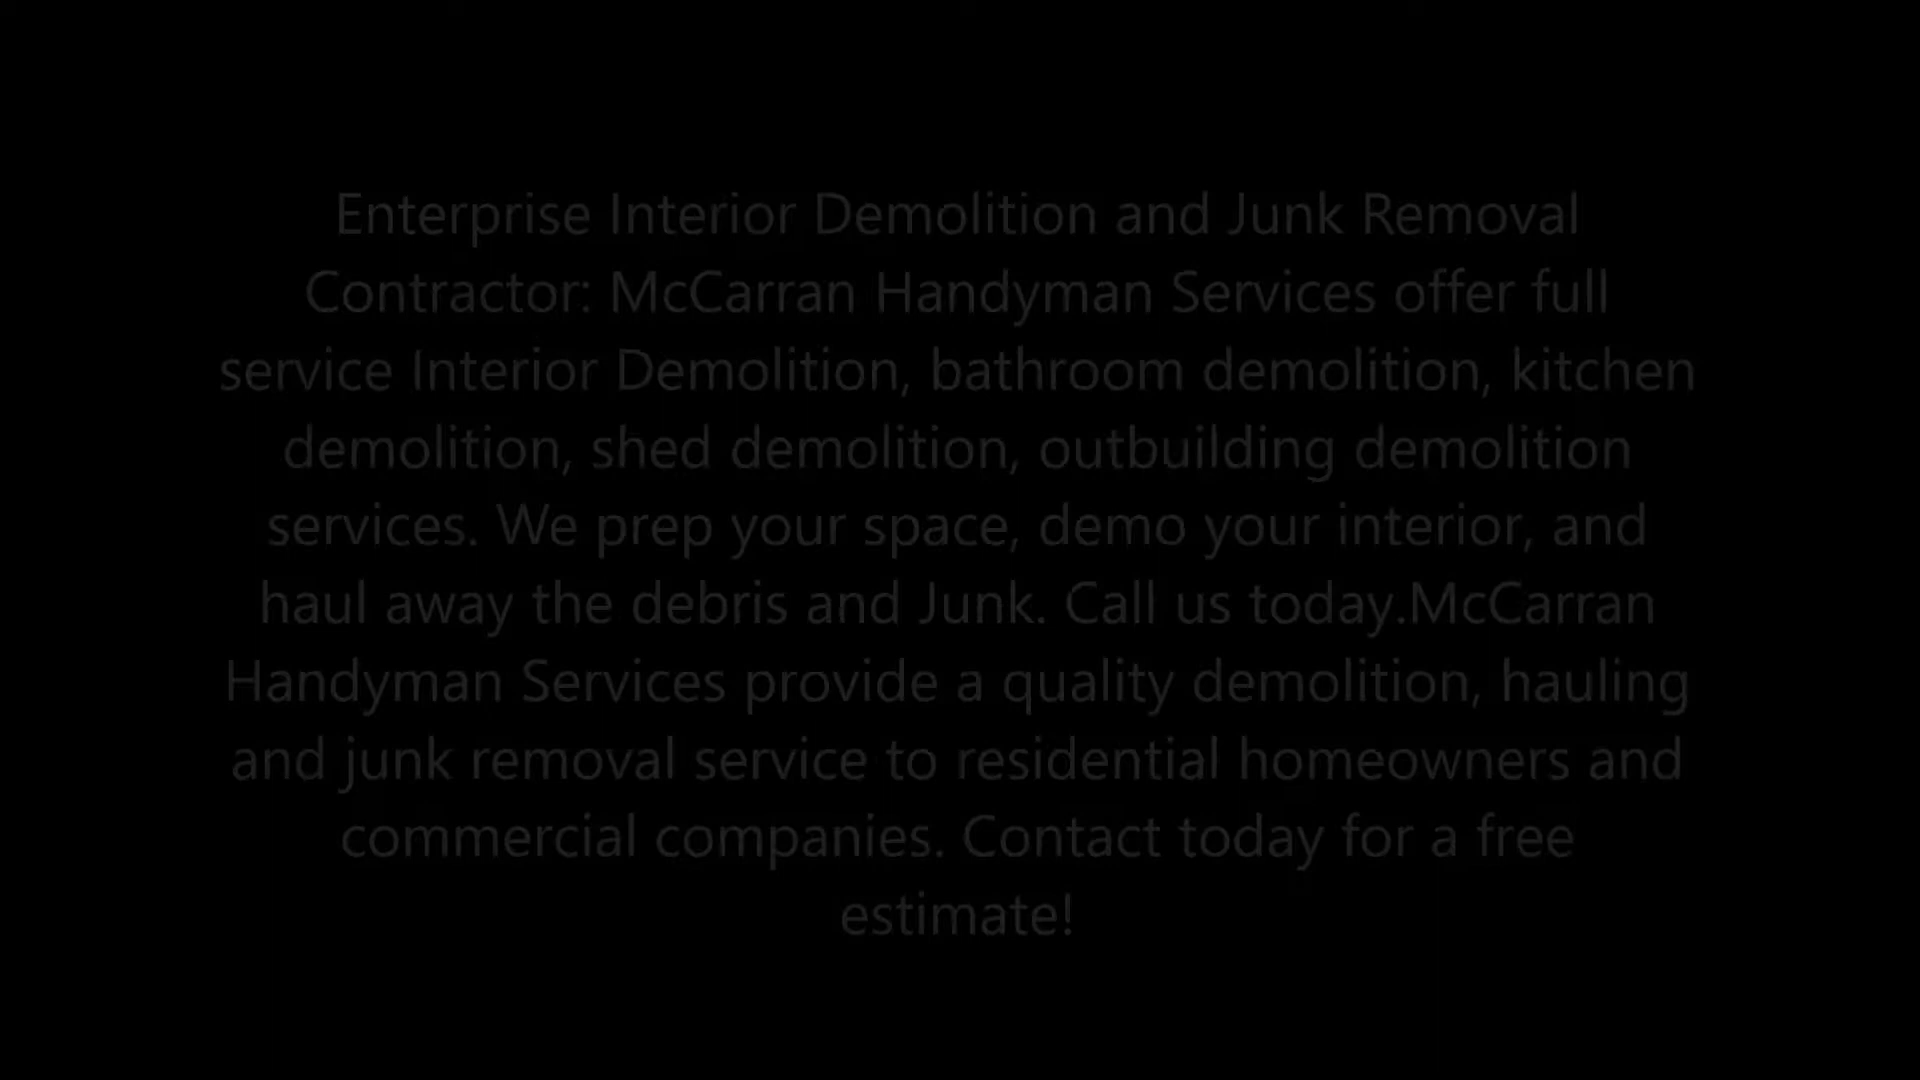 Enterprise Interior Demolition and Junk Removal
Contractor: McCarran Handyman Services offer full
service Interior Demolition, bathroom demolition, kitchen
demolition, shed demolition, outbuilding demolition
services. We prep your space, demo your interior, and
haul away the debris and Junk. Call us today.McCarran
Handyman Services provide a quality demolition, hauling
and junk removal service to residential homeowners and
commercial companies. Contact today for a free
estimate!